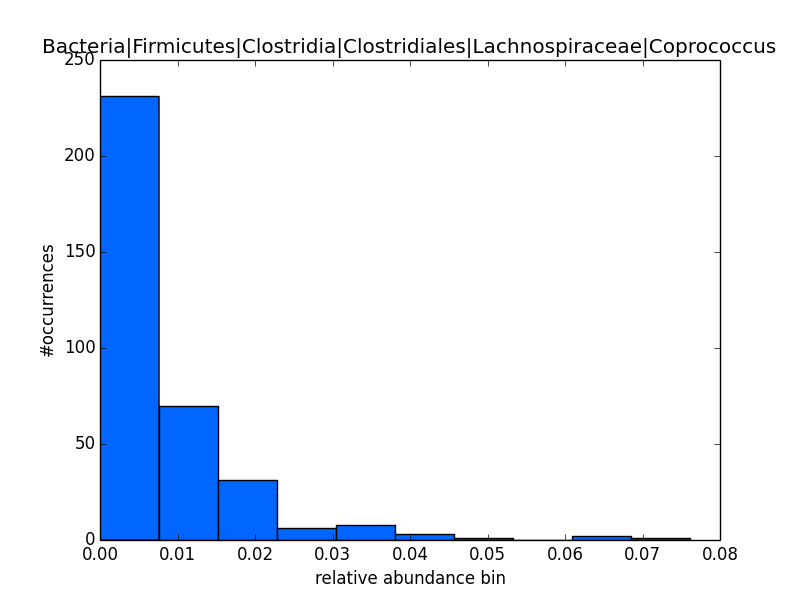 Bacteria|Firmicutes|Clostridia|Clostridiales|Lachnospiraceae|Coprococcus
250
200
150
100
50
0
#occurrences
0.00 0.01 0.02 0.03 0.04 0.05 0.06 0.07 0.08
relative abundance bin